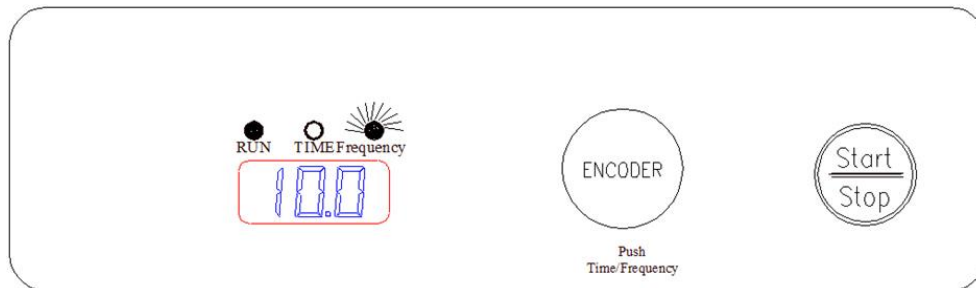 RUN TIME Frequency
10.0
ENCODER
Push
Time/Frequency
Start
Stop